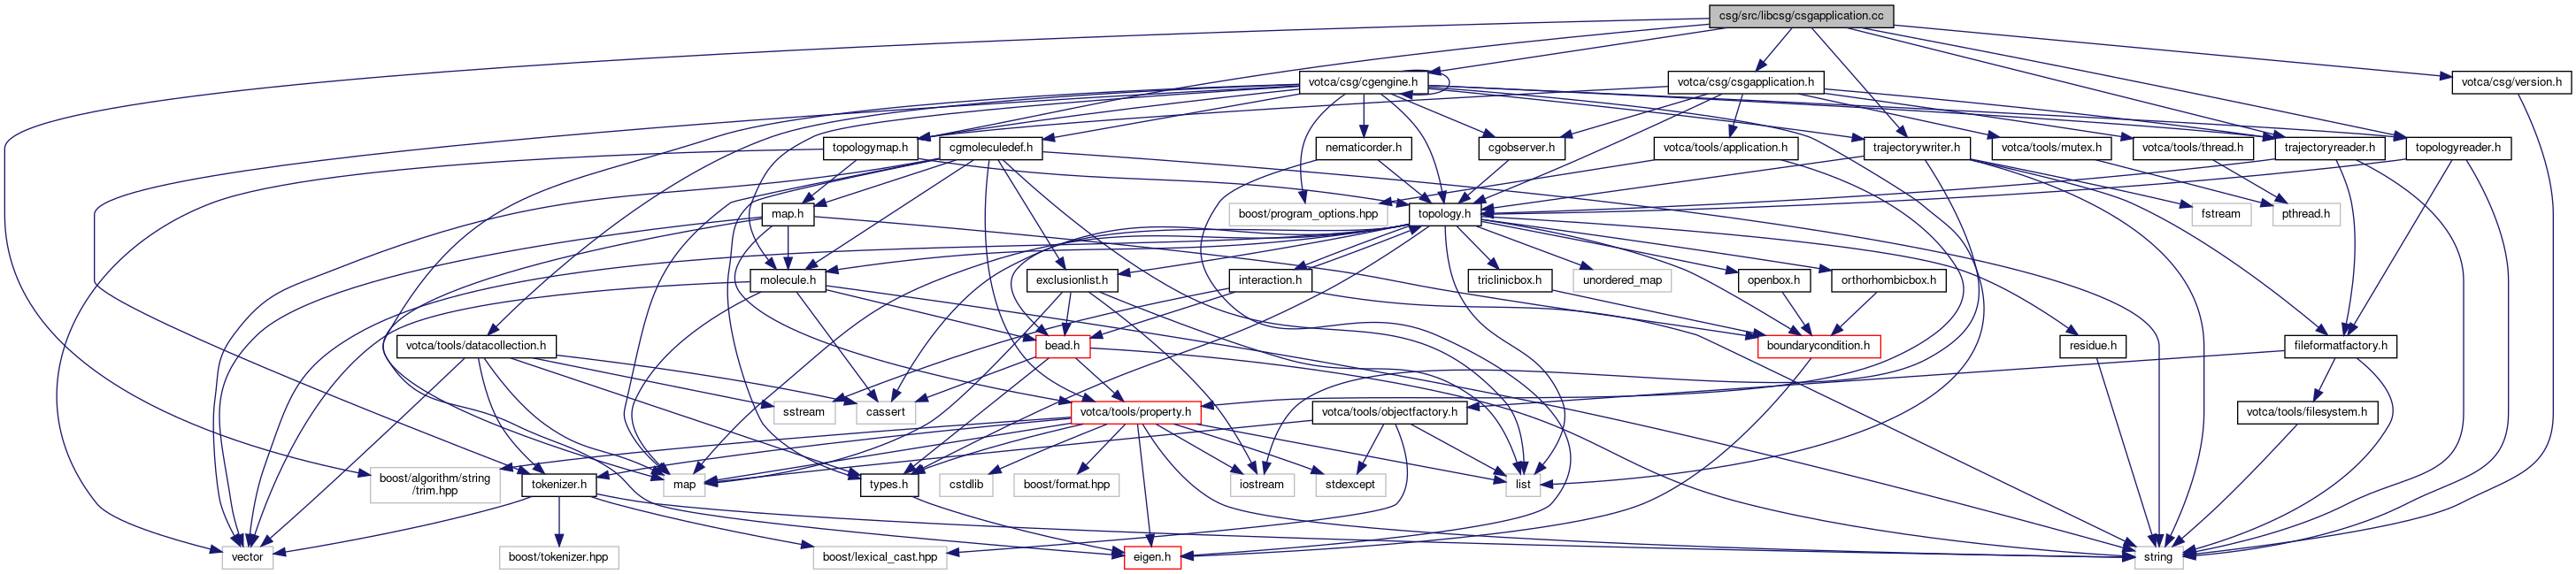 csg/src/libcsg/csgapplication.cc
votca/csg/cgengine.h
votca/csg/csgapplication.h
votca/csg/version.h
topologymap.h
cgmoleculedef.h
nematicorder.h
cgobserver.h
votca/tools/application.h
trajectorywriter.h
votca/tools/mutex.h
votca/tools/thread.h
trajectoryreader.h
topologyreader.h
map.h
boost/program_options.hpp
topology.h
fstream
pthread.h
molecule.h
exclusionlist.h
interaction.h
triclinicbox.h
unordered_map
openbox.h
orthorhombicbox.h
votca/tools/datacollection.h
bead.h
boundarycondition.h
residue.h
fileformatfactory.h
sstream
cassert
votca/tools/property.h
votca/tools/objectfactory.h
votca/tools/filesystem.h
boost/algorithm/string
/trim.hpp
tokenizer.h
map
types.h
cstdlib
boost/format.hpp
iostream
stdexcept
list
vector
boost/tokenizer.hpp
boost/lexical_cast.hpp
eigen.h
string